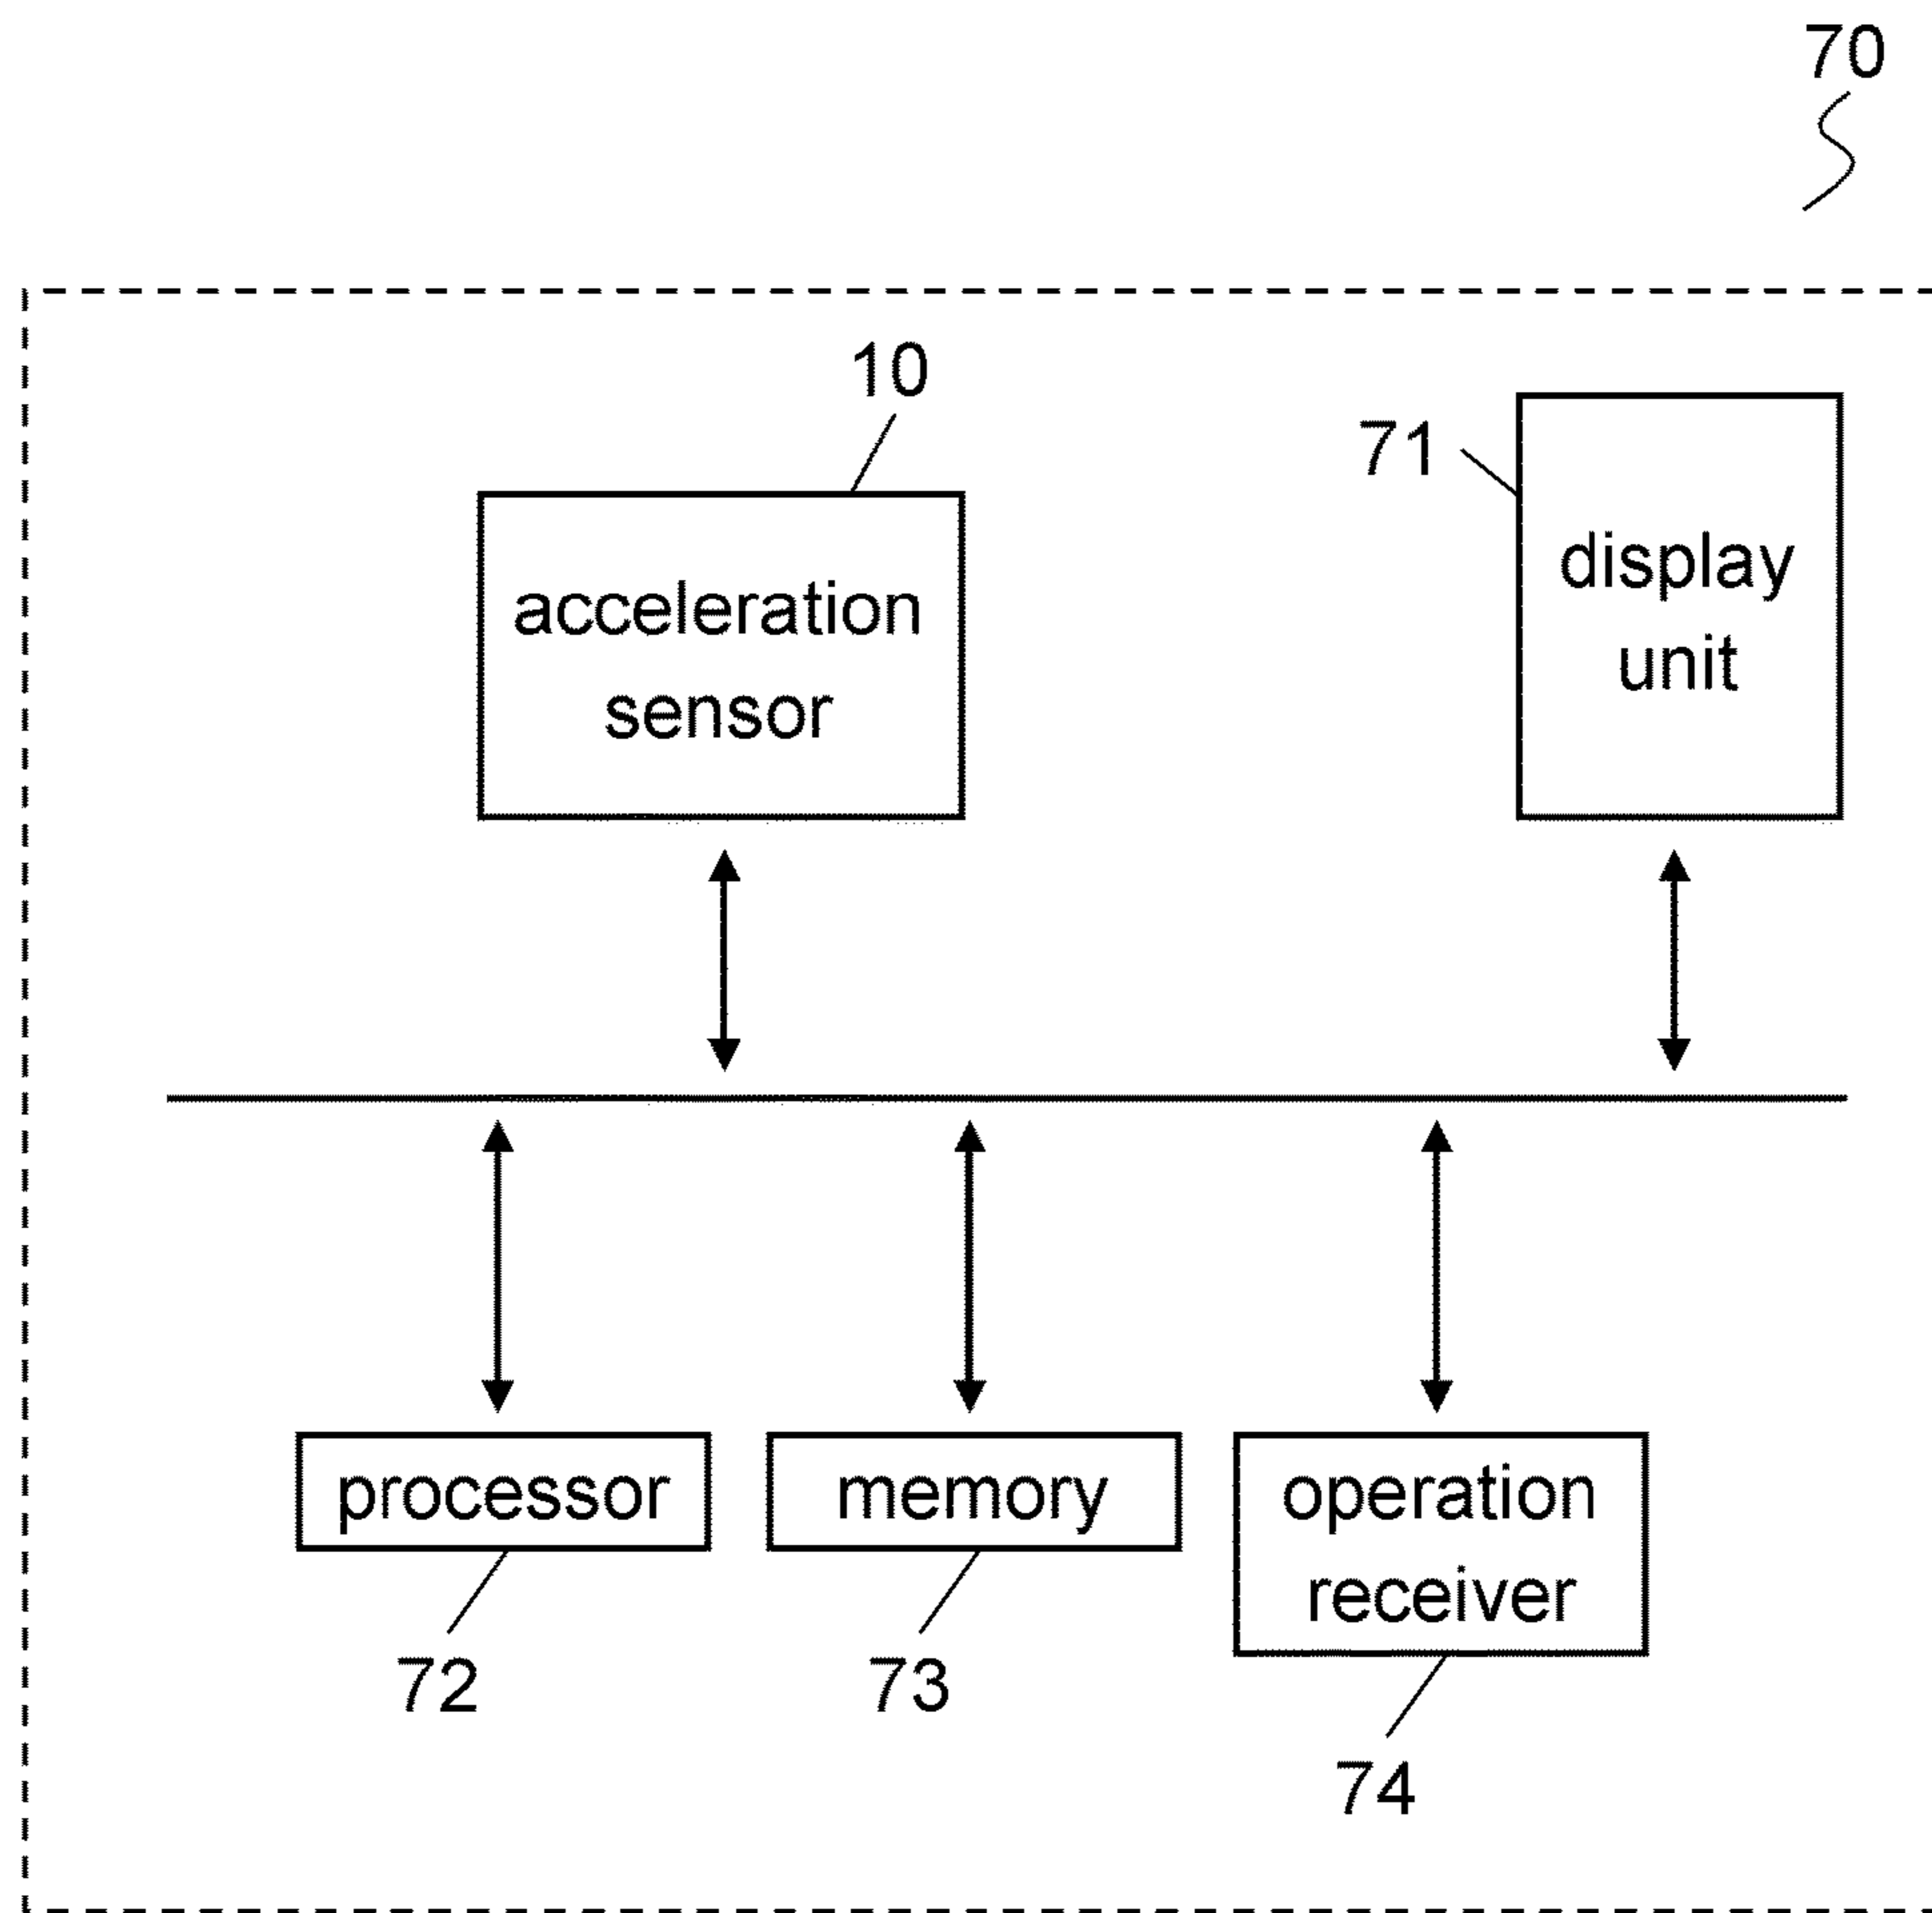 70
10
71
acceleration
sensor
display
unit
processor
memory
operation
receiver
72
73
74